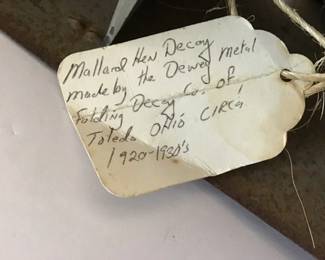 Mallard Hen Decoy
made by the Dewey Metal
Folding Decoy Co. of
Toledo OHIO CIRCA
1920-1930's